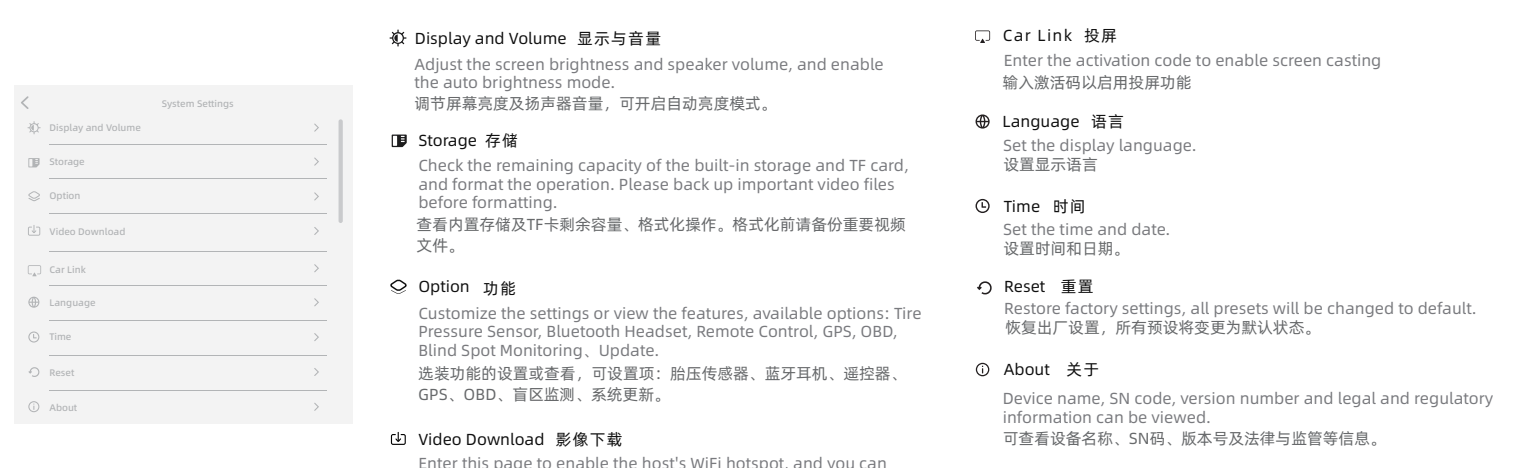 System Settings
Display and Volume
Storage
Option
Video Download
Car Link
Language
Time
Reset
About
Display and Volume 显示与音量
Adjust the screen brightness and speaker volume, and enable
the auto brightness mode.
调节屏幕亮度及扬声器音量，可开启自动亮度模式。
Storage 存储
Check the remaining capacity of the built-in storage and TF card,
and format the operation. Please back up important video files
before formatting.
查看内置存储及TF卡剩余容量、格式化操作。格式化前请备份重要视频
文件。
Option 功能
Customize the settings or view the features, available options: Tire
Pressure Sensor, Bluetooth Headset, Remote Control, GPS, OBD,
Blind Spot Monitoring、Update.
选装功能的设置或查看，可设置项：胎压传感器、蓝牙耳机、遥控器、
GPS、OBD、盲区监测、系统更新。
Video Download 影像下载
Enter this page to enable the host's WiFi hotspot, and you can
Car Link 投屏
Enter the activation code to enable screen casting
输入激活码以启用投屏功能
Language 语言
Set the display language.
设置显示语言
Time 时间
Set the time and date.
设置时间和日期。
Reset 重置
Restore factory settings, all presets will be changed to default.
恢复出厂设置，所有预设将变更为默认状态。
About 关于
Device name, SN code, version number and legal and regulatory
information can be viewed.
可查看设备名称、SN码、版本号及法律与监管等信息。